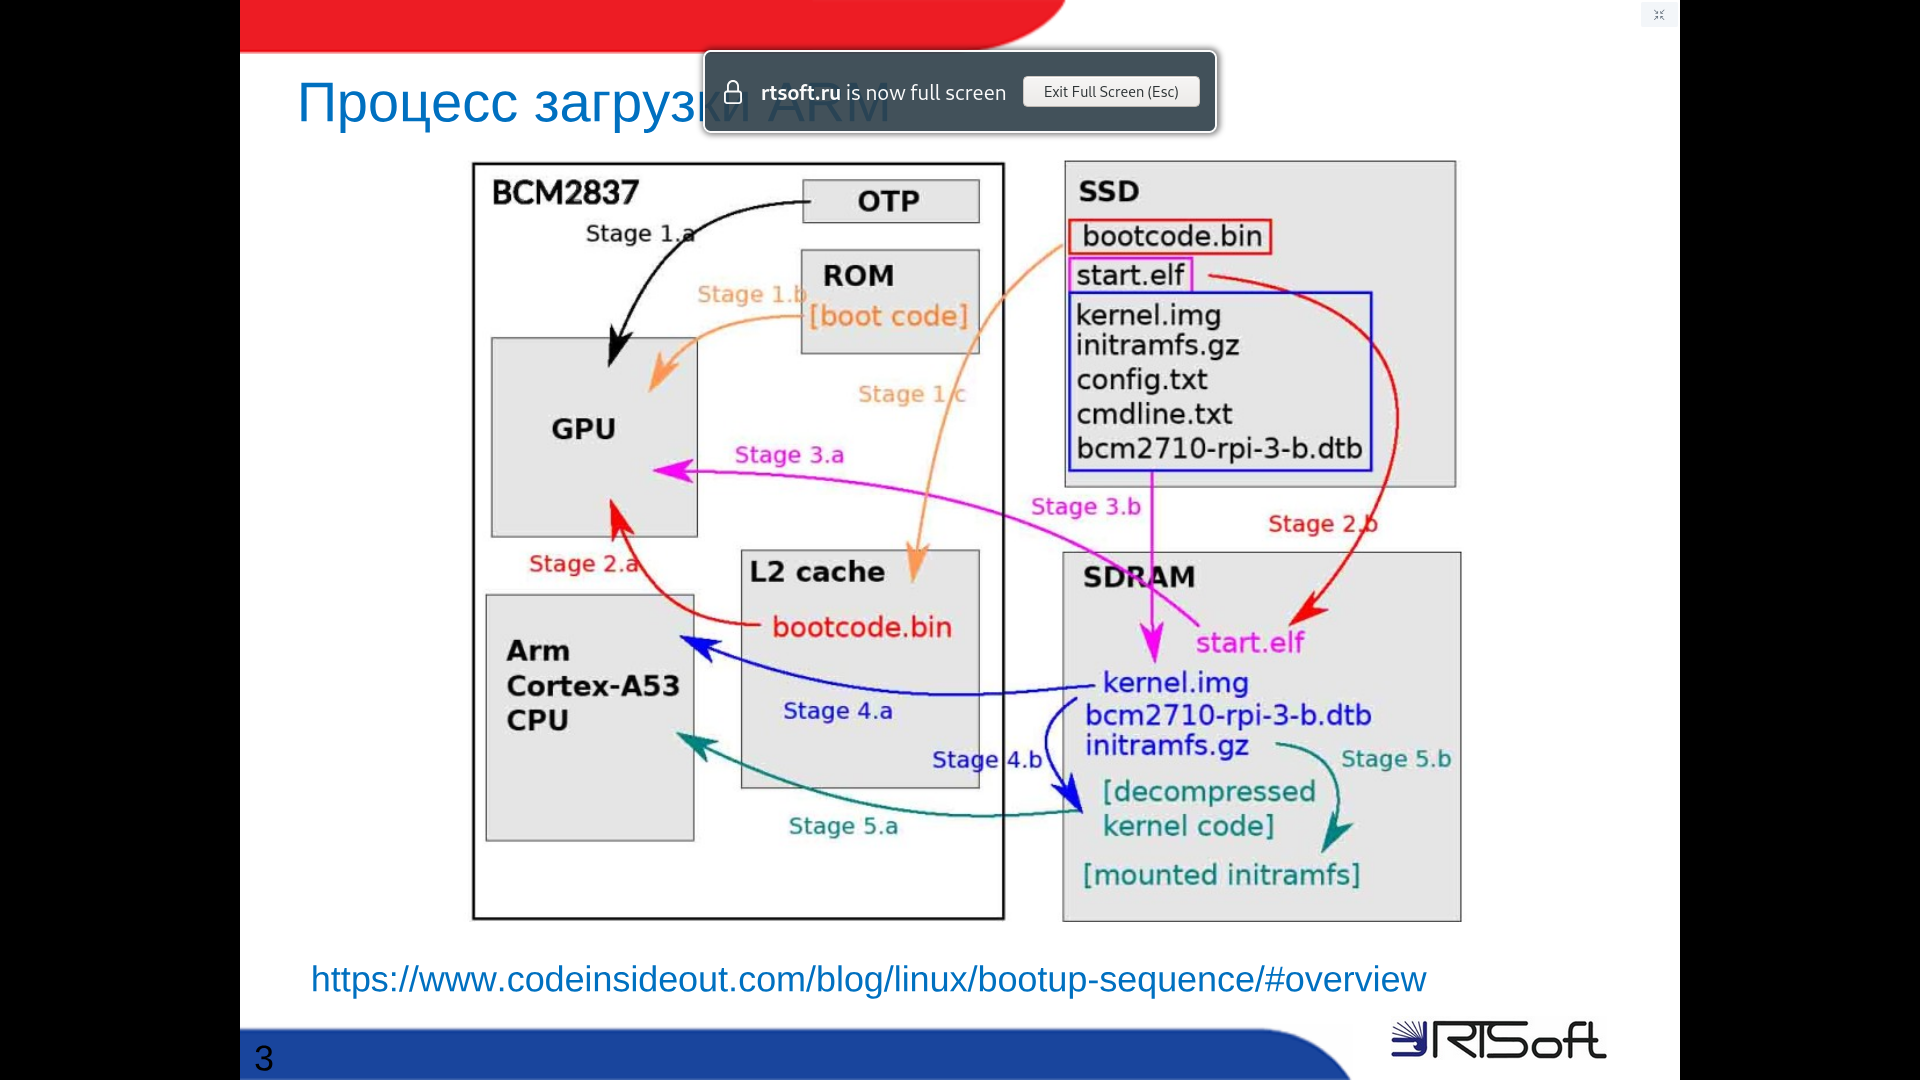 Процесс загрузки ARM
rtsoft.ru is now full screen
Exit Full Screen (Esc)
BCM2837
OTP
Stage 1.a
ROM
[boot code]
Stage 1.b
Stage 1.c
GPU
Stage 3.a
Stage 2.a
L2 cache
bootcode.bin
Arm
Cortex-A53
CPU
Stage 4.a
Stage 4.b
Stage 5.a
SSD
bootcode.bin
start.elf
kernel.img
initramfs.gz
config.txt
cmdline.txt
bcm2710-rpi-3-b.dtb
Stage 3.b
Stage 2.b
SDRAM
start.elf
kernel.img
bcm2710-rpi-3-b.dtb
initramfs.gz
Stage 5.b
[decompressed
kernel code]
[mounted initramfs]
https://www.codeinsideout.com/blog/linux/bootup-sequence/#overview
3
RTSoft